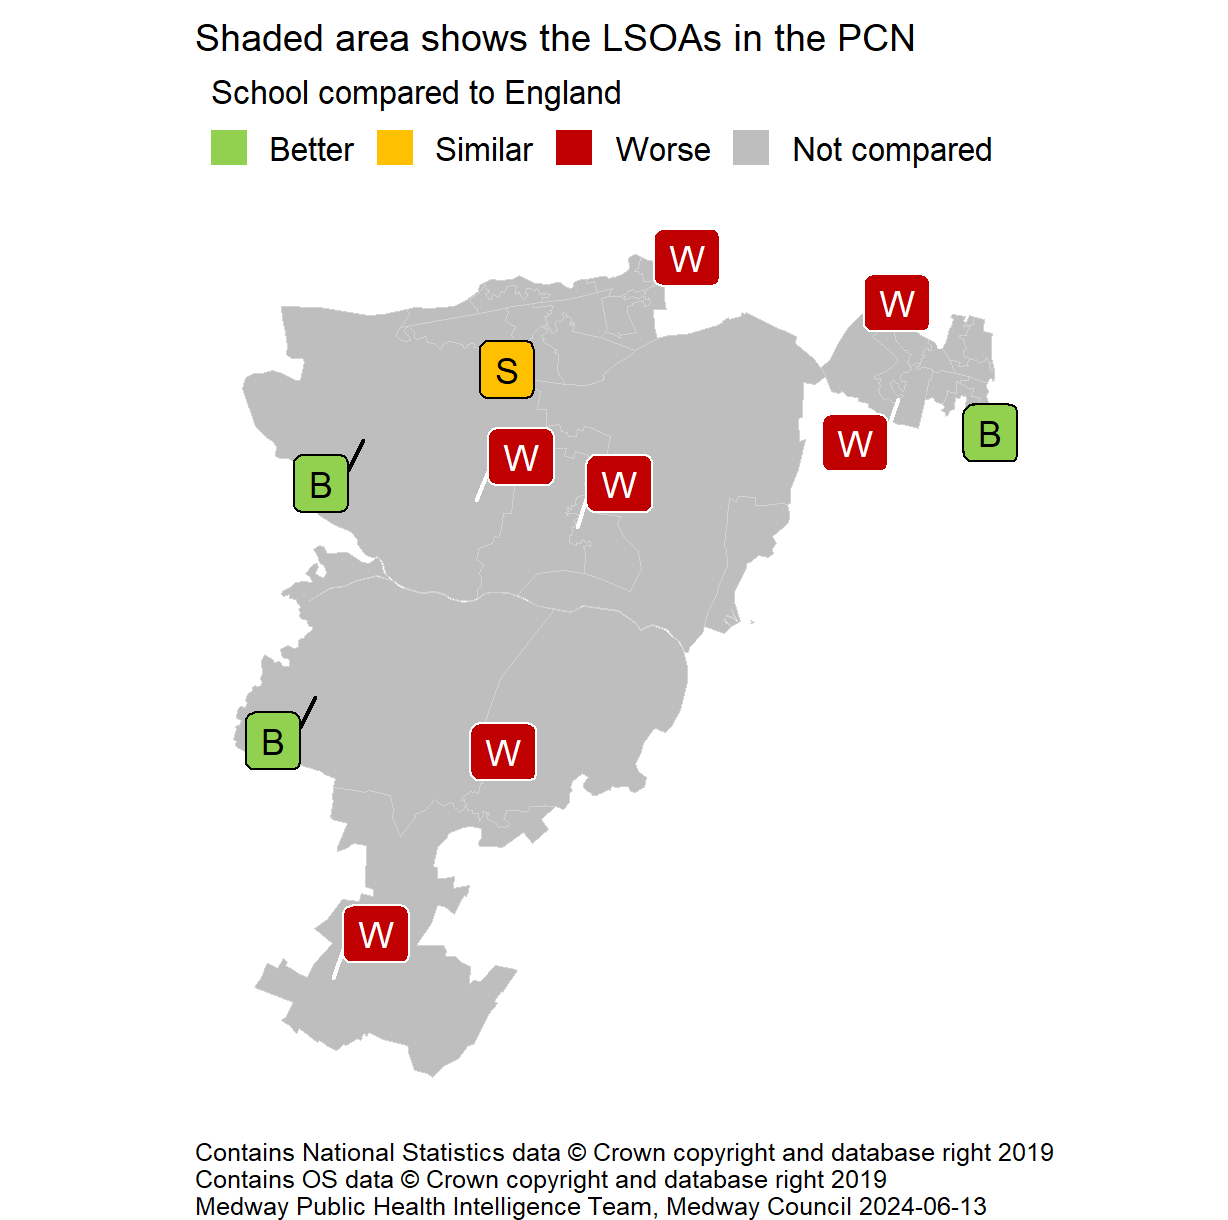 Shaded area shows the LSOAs in the PCN
School compared to England
Better Similar Worse Not compared
W
W
S
B
W
W
B
W
W
B
W
W
Contains National Statistics data © Crown copyright and database right 2019
Contains OS data © Crown copyright and database right 2019
Medway Public Health Intelligence Team, Medway Council 2024-06-13